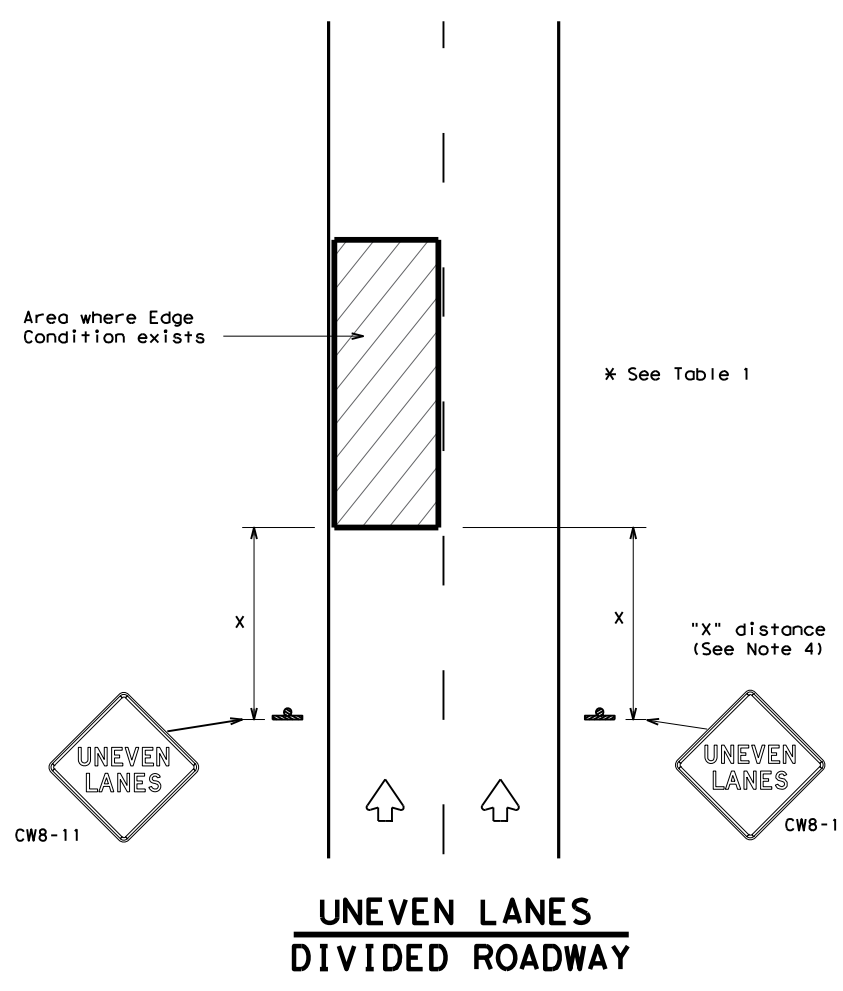 Area where Edge
Condition exists
* See Table 1
X
X
"X" distance
(See Note 4)
UNEVEN
LANES
CW8-11
UNEVEN
LANES
CW8-1
UNEVEN LANES
DIVIDED ROADWAY